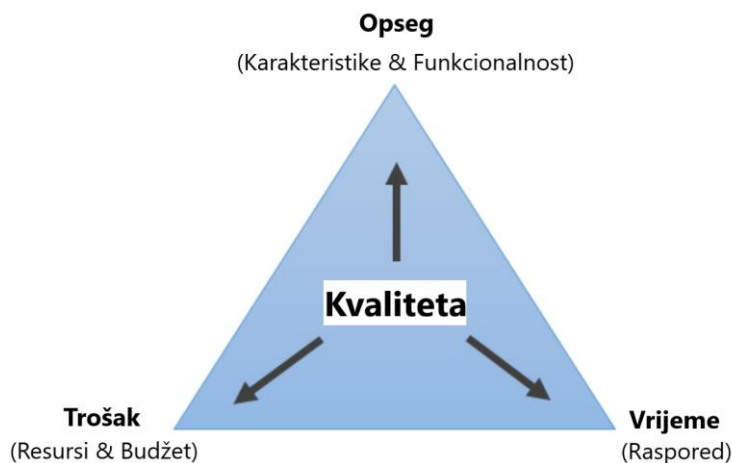 Opseg
(Karakteristike & Funkcionalnost)
Kvaliteta
Trošak
(Resursi & Budžet)
Vrijeme
(Raspored)